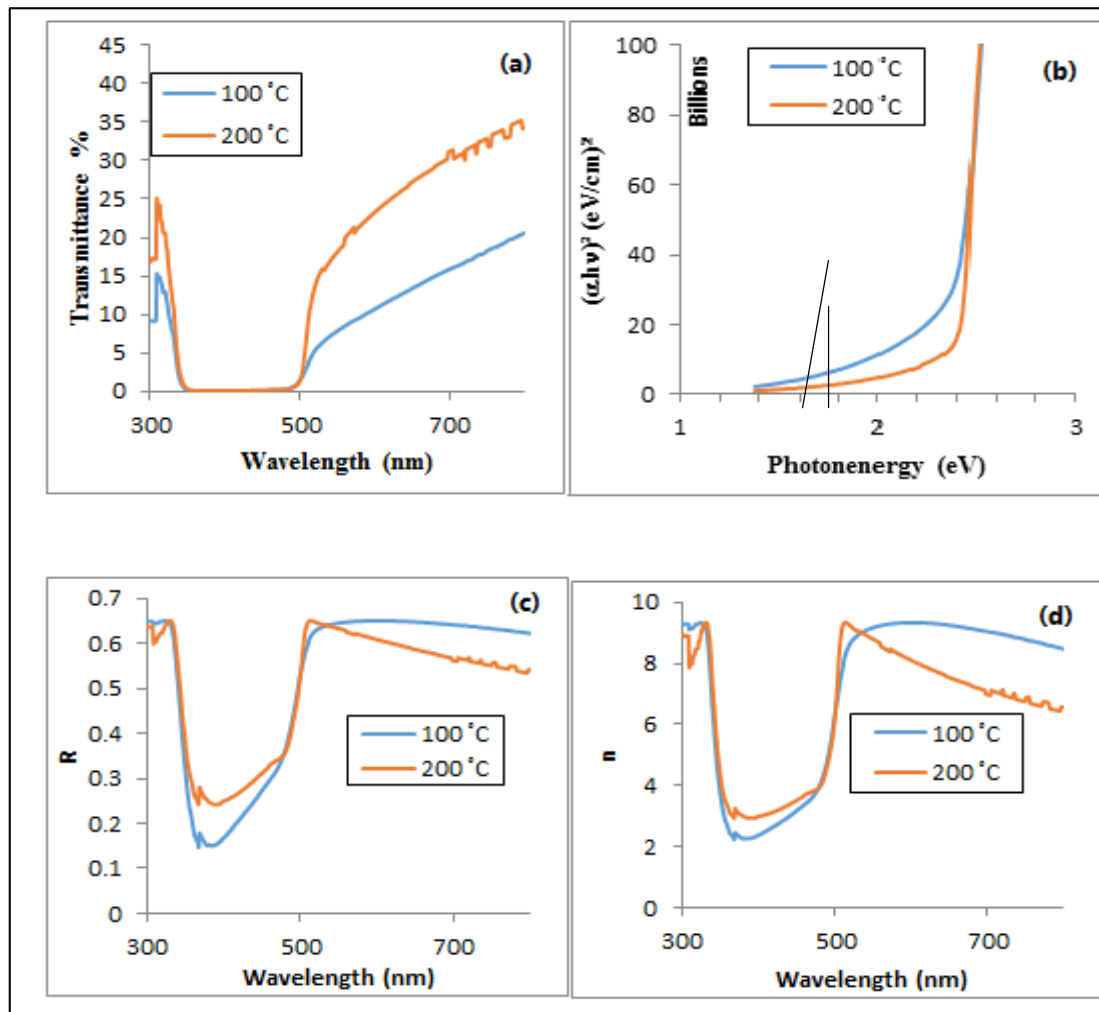 (a)
100 ˚C
200 ˚C
Transmittance %
45
40
35
30
25
20
15
10
5
0
300
500
700
Wavelength (nm)
(b)
Billions
100 ˚C
200 ˚C
(α.hν)² (eV/cm)²
100
80
60
40
20
0
1
2
3
Photonenergy (eV)
(c)
R
0.7
0.6
0.5
0.4
0.3
0.2
0.1
0
100 ˚C
200 ˚C
300
500
700
Wavelength (nm)
(d)
n
10
8
6
4
2
0
100 ˚C
200 ˚C
300
500
700
Wavelength (nm)